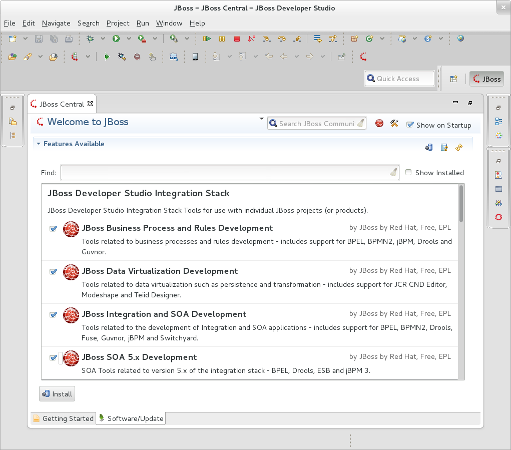 JBoss - JBoss Central - JBoss Developer Studio
File Edit Navigate Search Project Run Window Help
Quick Access
JBoss
JBoss Central
Welcome to JBoss
Search JBoss Communi
Show on Startup
Features Available
Find:
Show Installed
JBoss Developer Studio Integration Stack
JBoss Developer Studio Integration Stack Tools for use with individual JBoss projects (or products).
JBoss Business Process and Rules Development by JBoss by Red Hat, Free, EPL
Tools related to business processes and rules development - includes support for BPEL, BPMN2, jBPM, Drools and
Guvnor.
JBoss Data Virtualization Development by JBoss by Red Hat, Free, EPL
Tools related to data virtualization such as persistence and transformation - includes support for JCR CND Editor,
Modeshape and Teiid Designer.
JBoss Integration and SOA Development by JBoss by Red Hat, Free, EPL
Tools related to the development of Integration and SOA applications - includes support for BPEL, BPMN2, Drools,
Fuse, Guvnor, jBPM and Switchyard.
JBoss SOA 5.x Development by JBoss by Red Hat, Free, EPL
SOA Tools related to version 5.x of the integration stack - BPEL, Drools, ESB and jBPM 3.
Install
Getting Started Software/Update